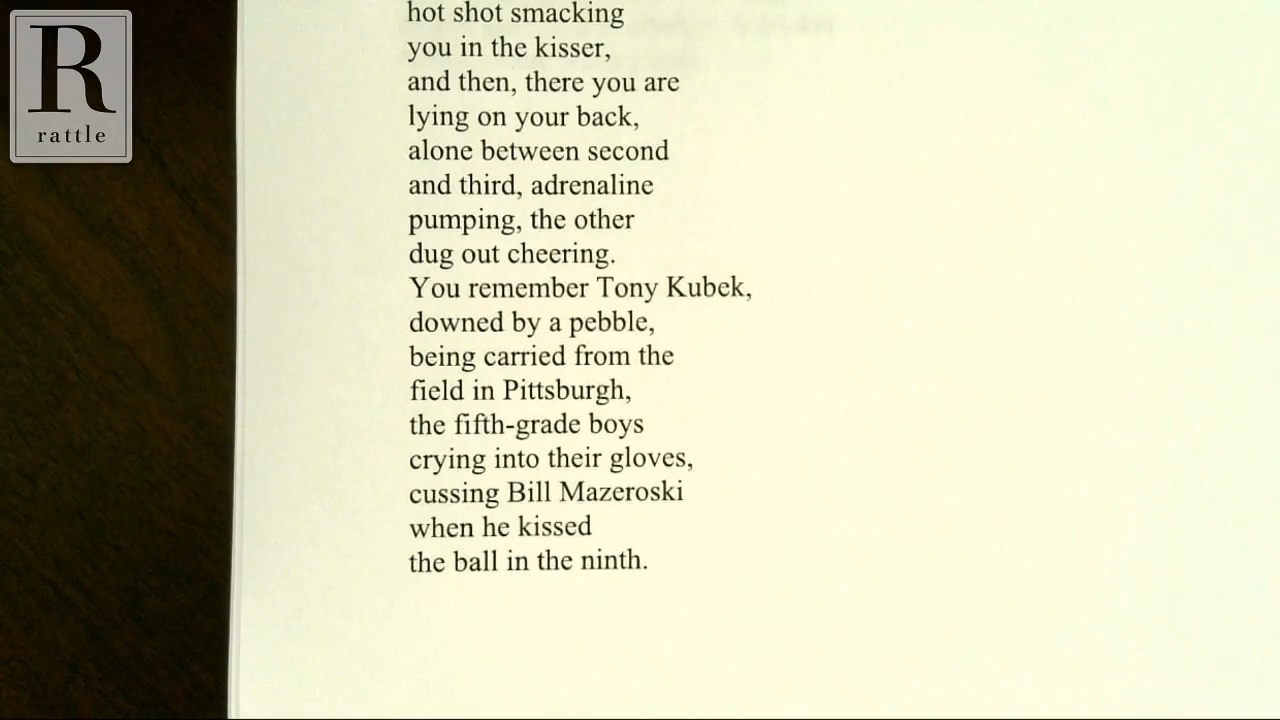 R
rattle
hot shot smacking
you in the kisser,
and then, there you are
lying on your back,
alone between second
and third, adrenaline
pumping, the other
dug out cheering.
You remember Tony Kubek,
downed by a pebble,
being carried from the
field in Pittsburgh,
the fifth-grade boys
crying into their gloves,
cussing Bill Mazeroski
when he kissed
the ball in the ninth.